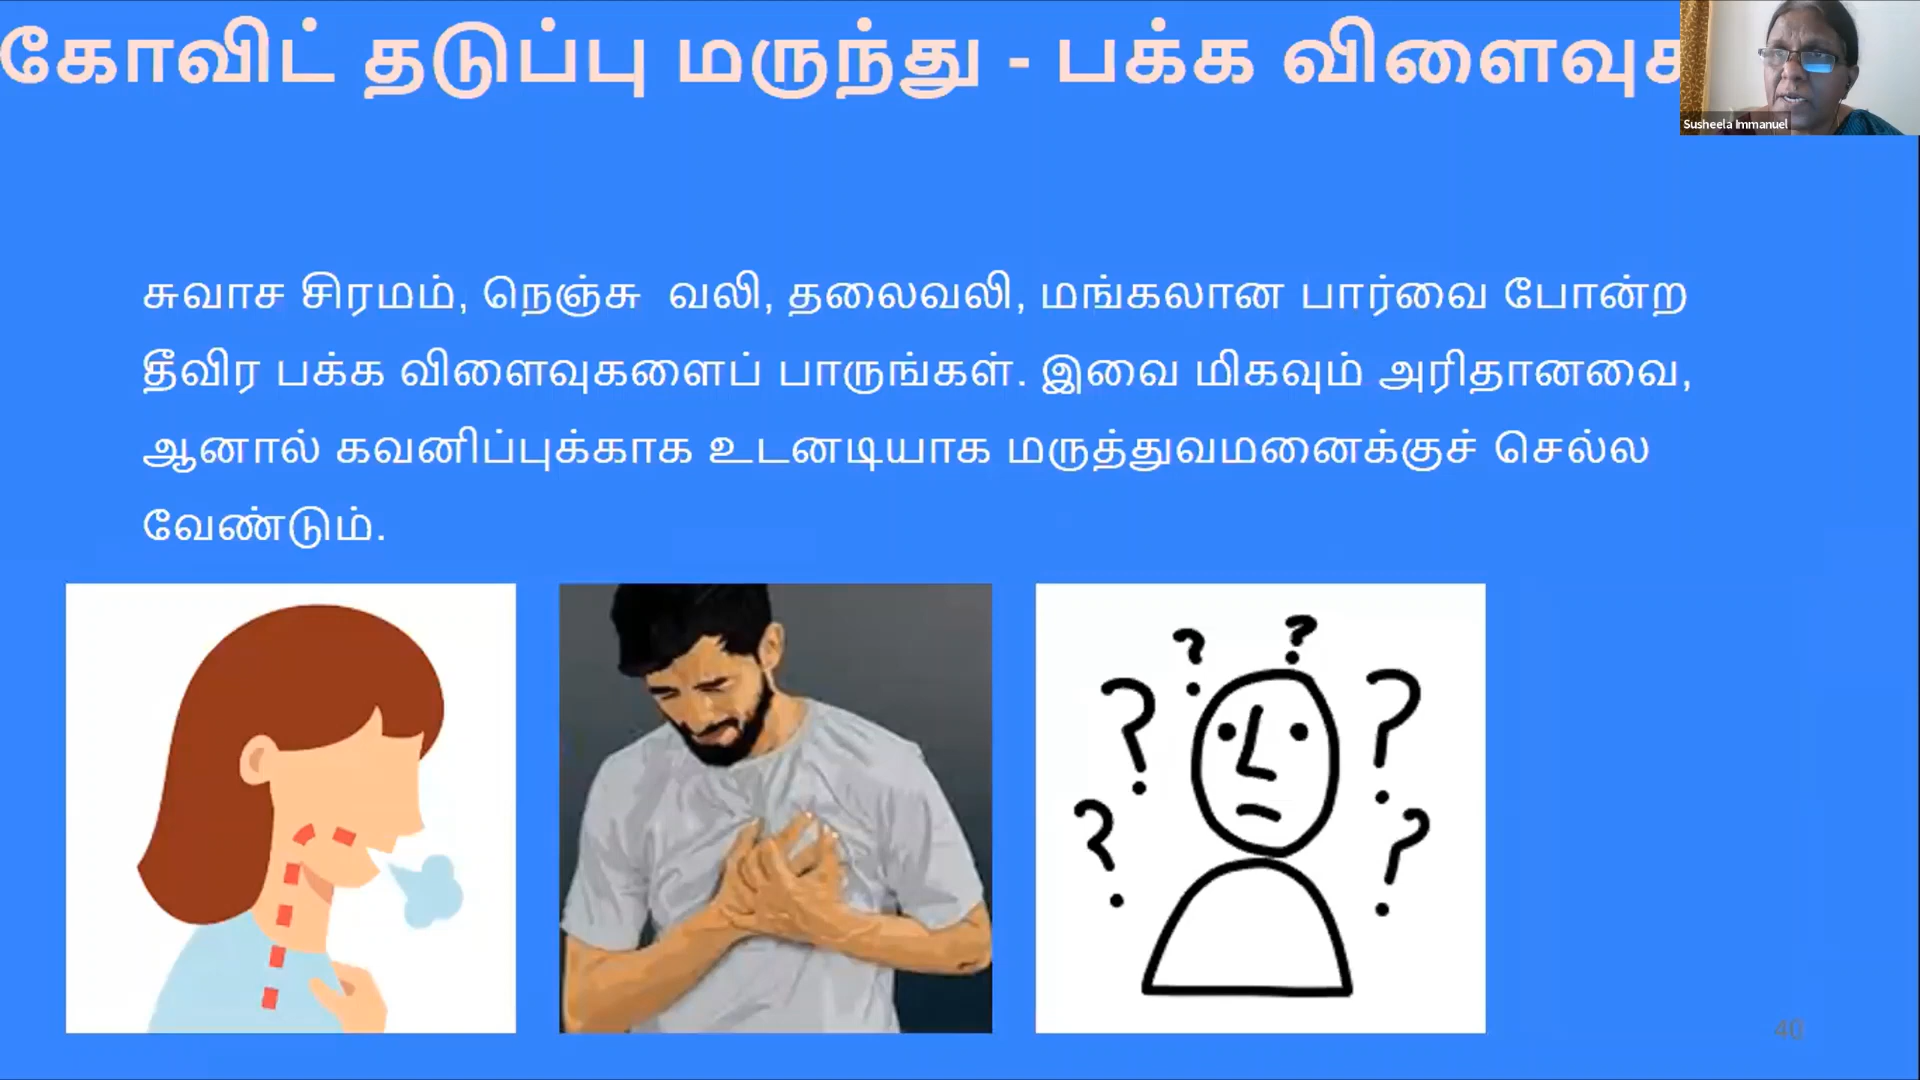 கோவிட் தடுப்பு மருந்து - பக்க
Susheela Immanuel
சுவாச சிரமம், நெஞ்சு வலி, தலைவலி, மங்கலான பார்வை போன்ற
தீவிர பக்க விளைவுகளைப் பாருங்கள். இவை மிகவும் அரிதானவை,
ஆனால் கவனிப்புக்காக உடனடியாக மருத்துவமனைக்குச் செல்ல
வேண்டும்.
40